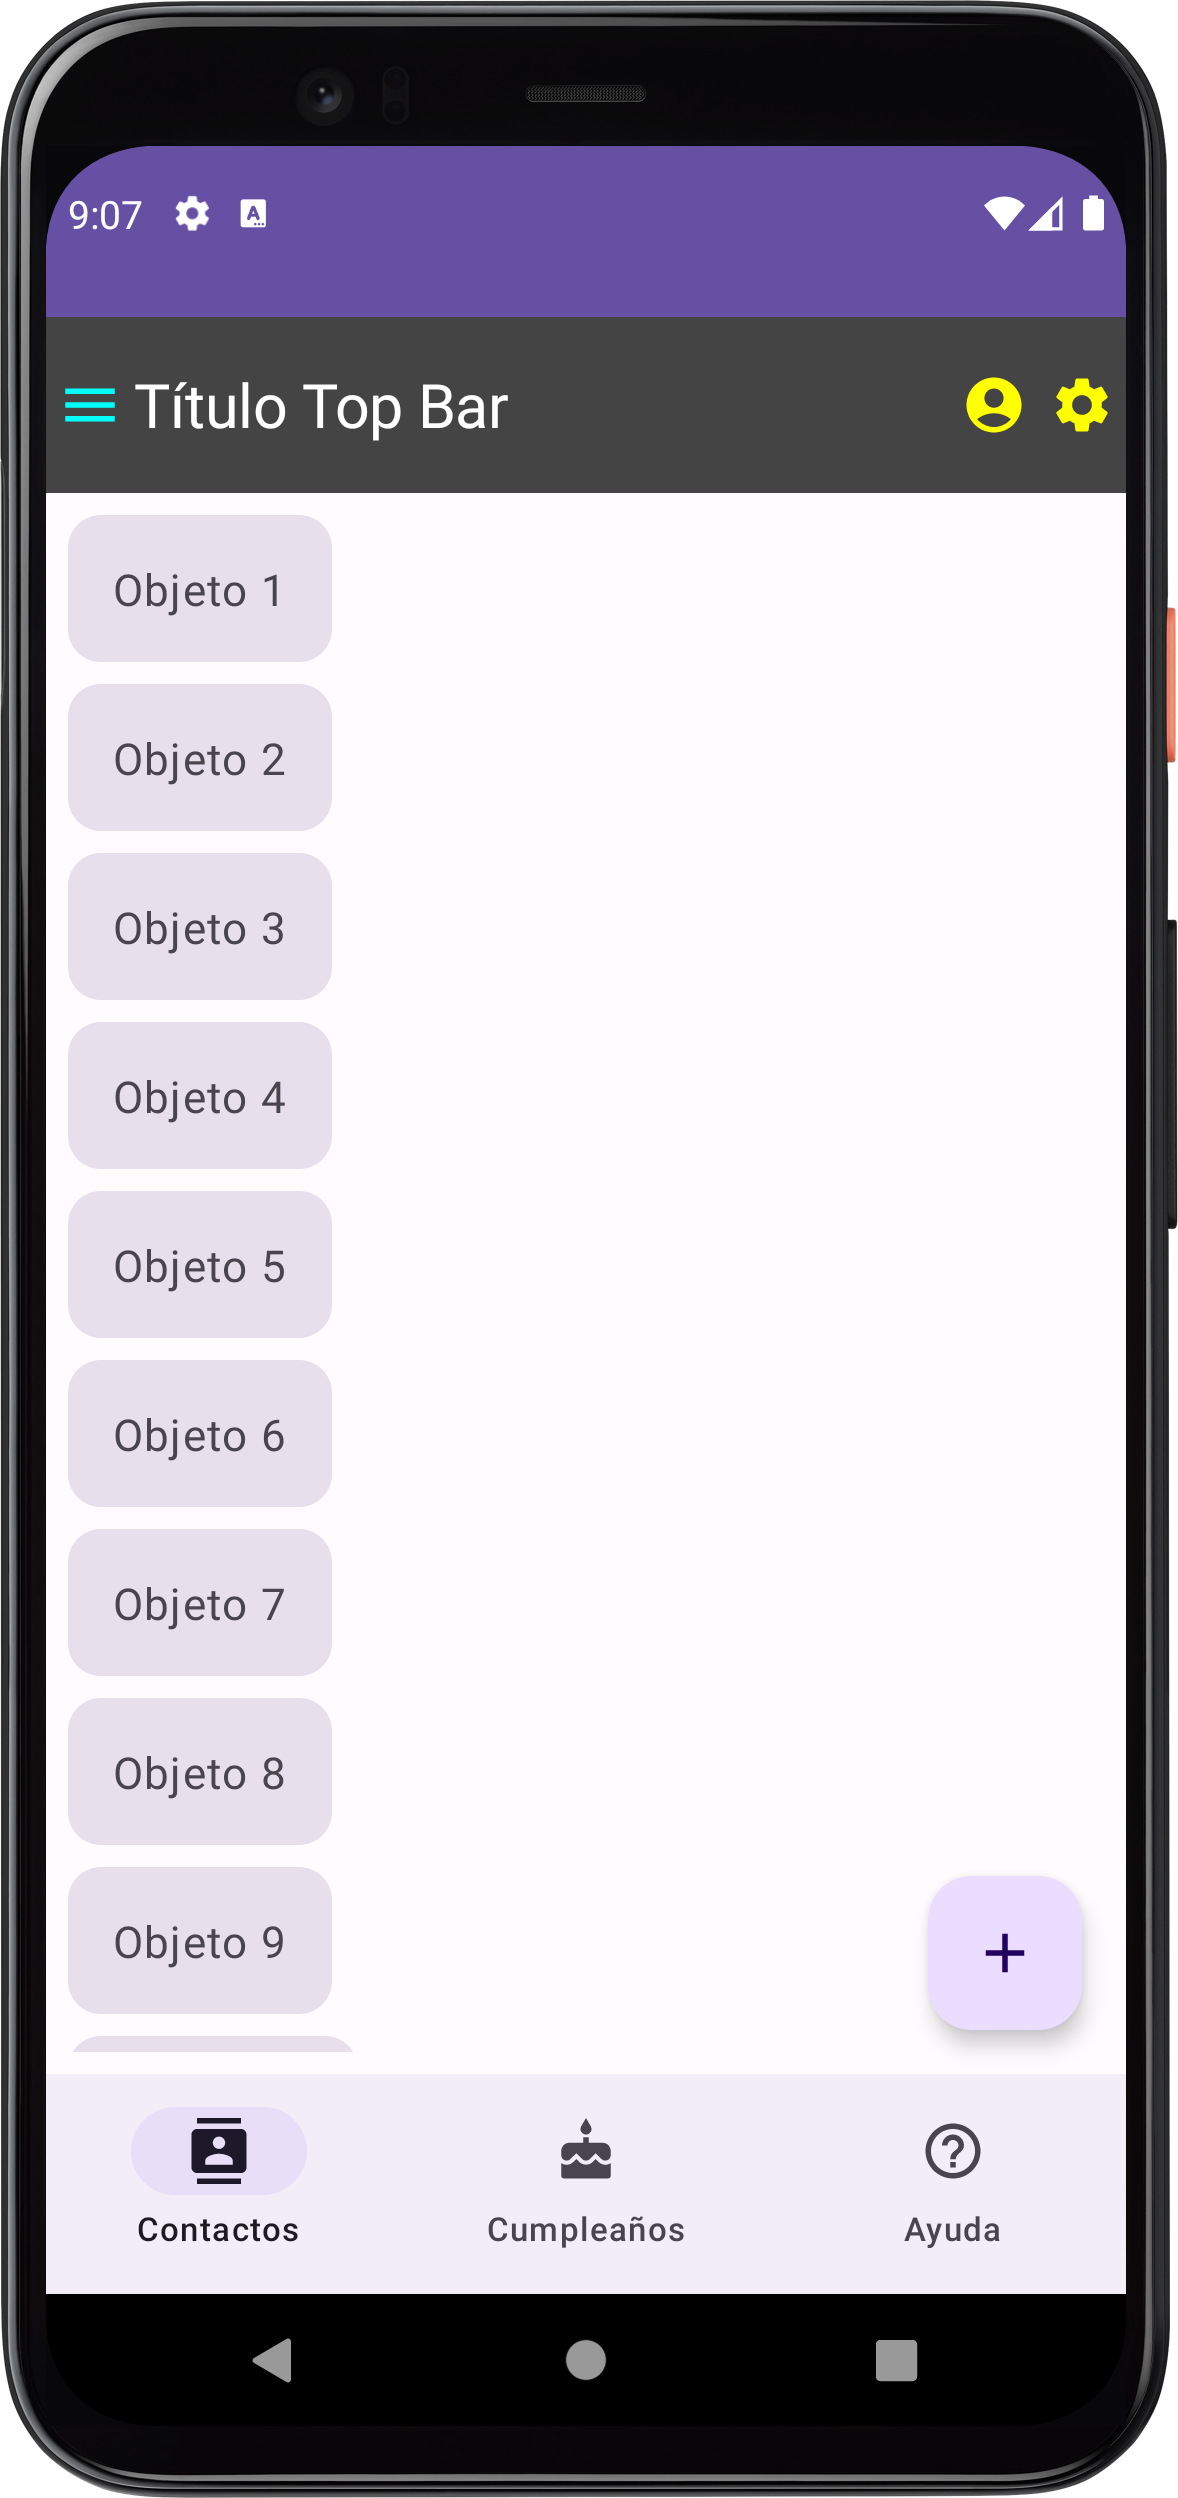 9:07
Título Top Bar
Objeto 1
Objeto 2
Objeto 3
Objeto 4
Objeto 5
Objeto 6
Objeto 7
Objeto 8
Objeto 9
Contactos
Cumpleaños
Ayuda